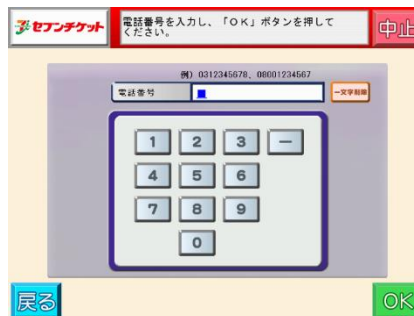 セブンチケット
電話番号を入力し、「OK」ボタンを押して
ください。
中止
例) 0312345678、08001234567
電話番号
一文字削除
1 2 3 ー
4 5 6
7 8 9
0
戻る
OK